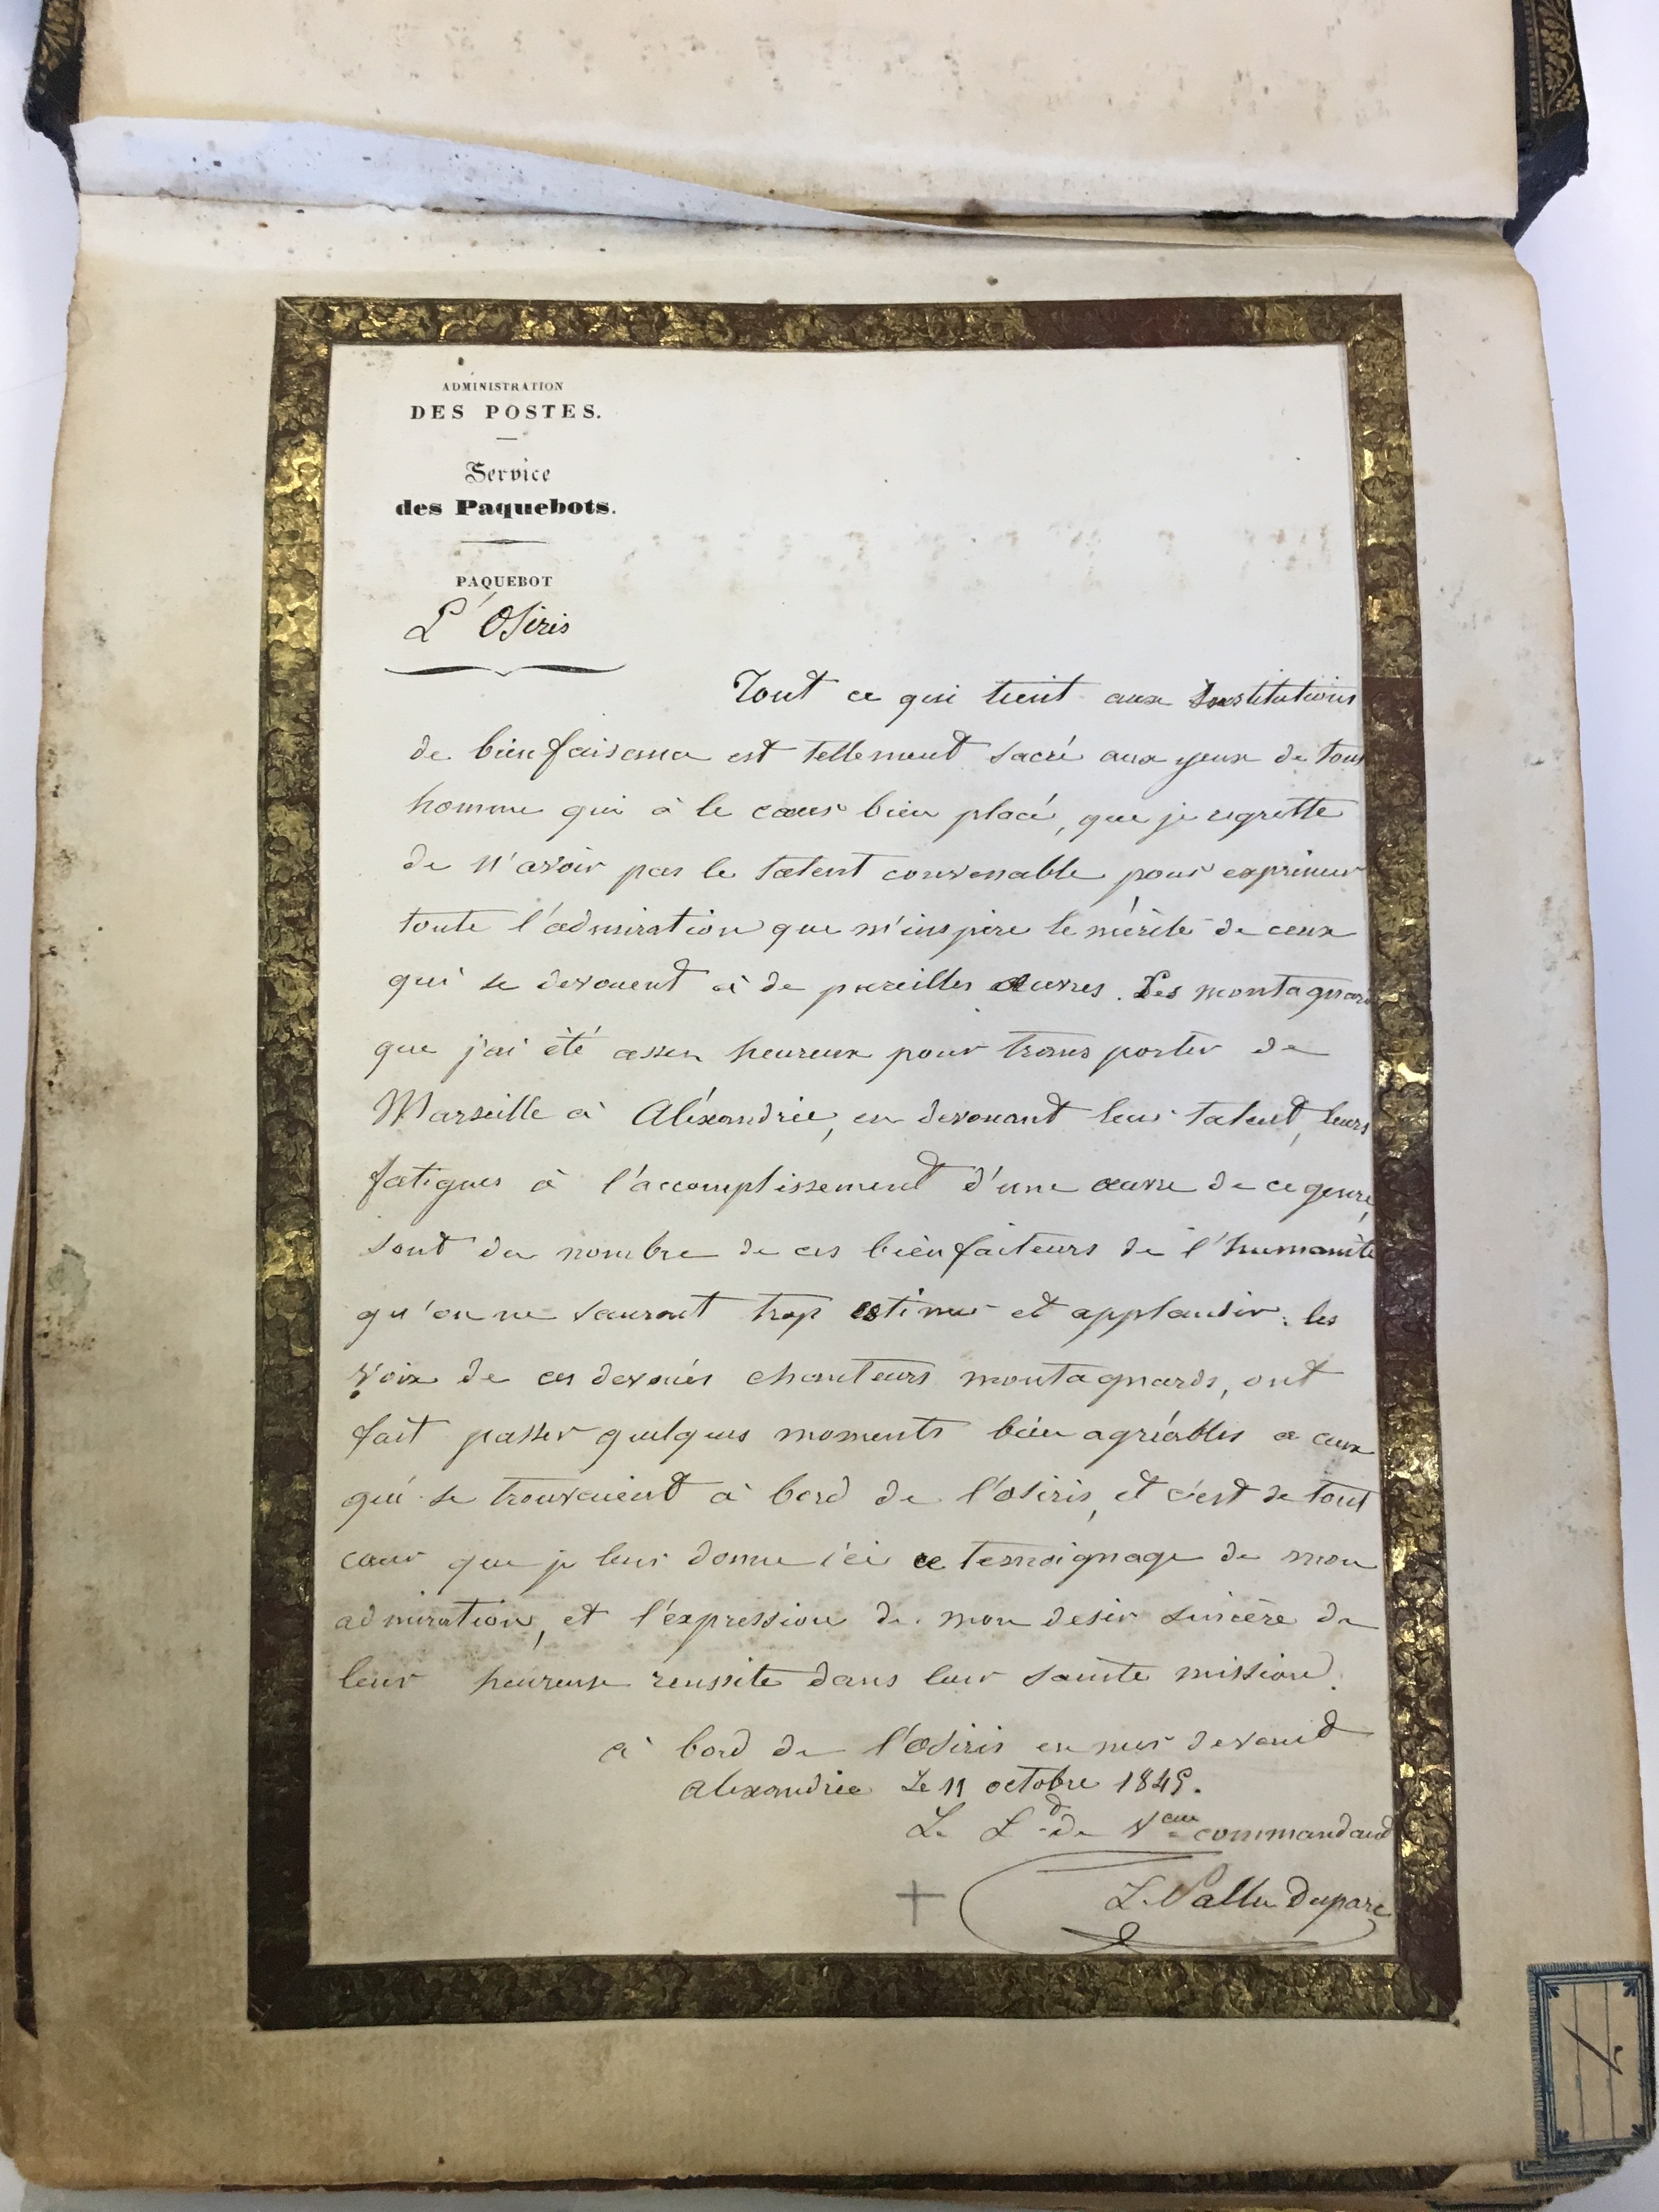 ADMINISTRATION
DES POSTES.
Service
des Paquebots.
PAQUEBOT
L'Osiris
Tout ce qui tient aux Institutions
de bienfaisance est tellement sacré aux yeux de tout
homme qui à le cœur bien placé, que je regrette
de n'avoir pas le talent convenable pour exprimer
toute l'admiration que m'inspire le mérite de ceux
qui se devouent à de pareilles œuvres. Les montagnards
que j'ai été assez heureux pour transporter de
Marseille à Aléxandrie, en devouant leur talent, leurs
fatigues à l'accomplissement d'une œuvre de ce genre,
sont du nombre de ces bienfaiteurs de l'humanité
qu'on ne sauront trop estimer et applaudir. les
voix de ces devoués chanteurs montagnards, ont
fait passer quelques moments bien agréables a ceux
qui se trouvaient à bord de l'osiris, et c'est de tout
cœur que je leur donne ici ce temoignage de mon
admiration, et l'expression de mon desir sincère de
leur heureuse reussite dans leur sainte mission.
à bord de l'Osiris en mer devant
alexandrie Le 11 octobre 1849.
Le Lt de Veau commandant
L. Pallu Duparc
7